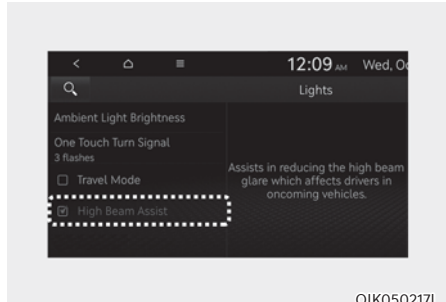 12:09 AM Wed, Oc
Lights
Ambient Light Brightness
One Touch Turn Signal
3 flashes
Travel Mode
High Beam Assist
Assists in reducing the high beam
glare which affects drivers in
oncoming vehicles.
OIK050217L